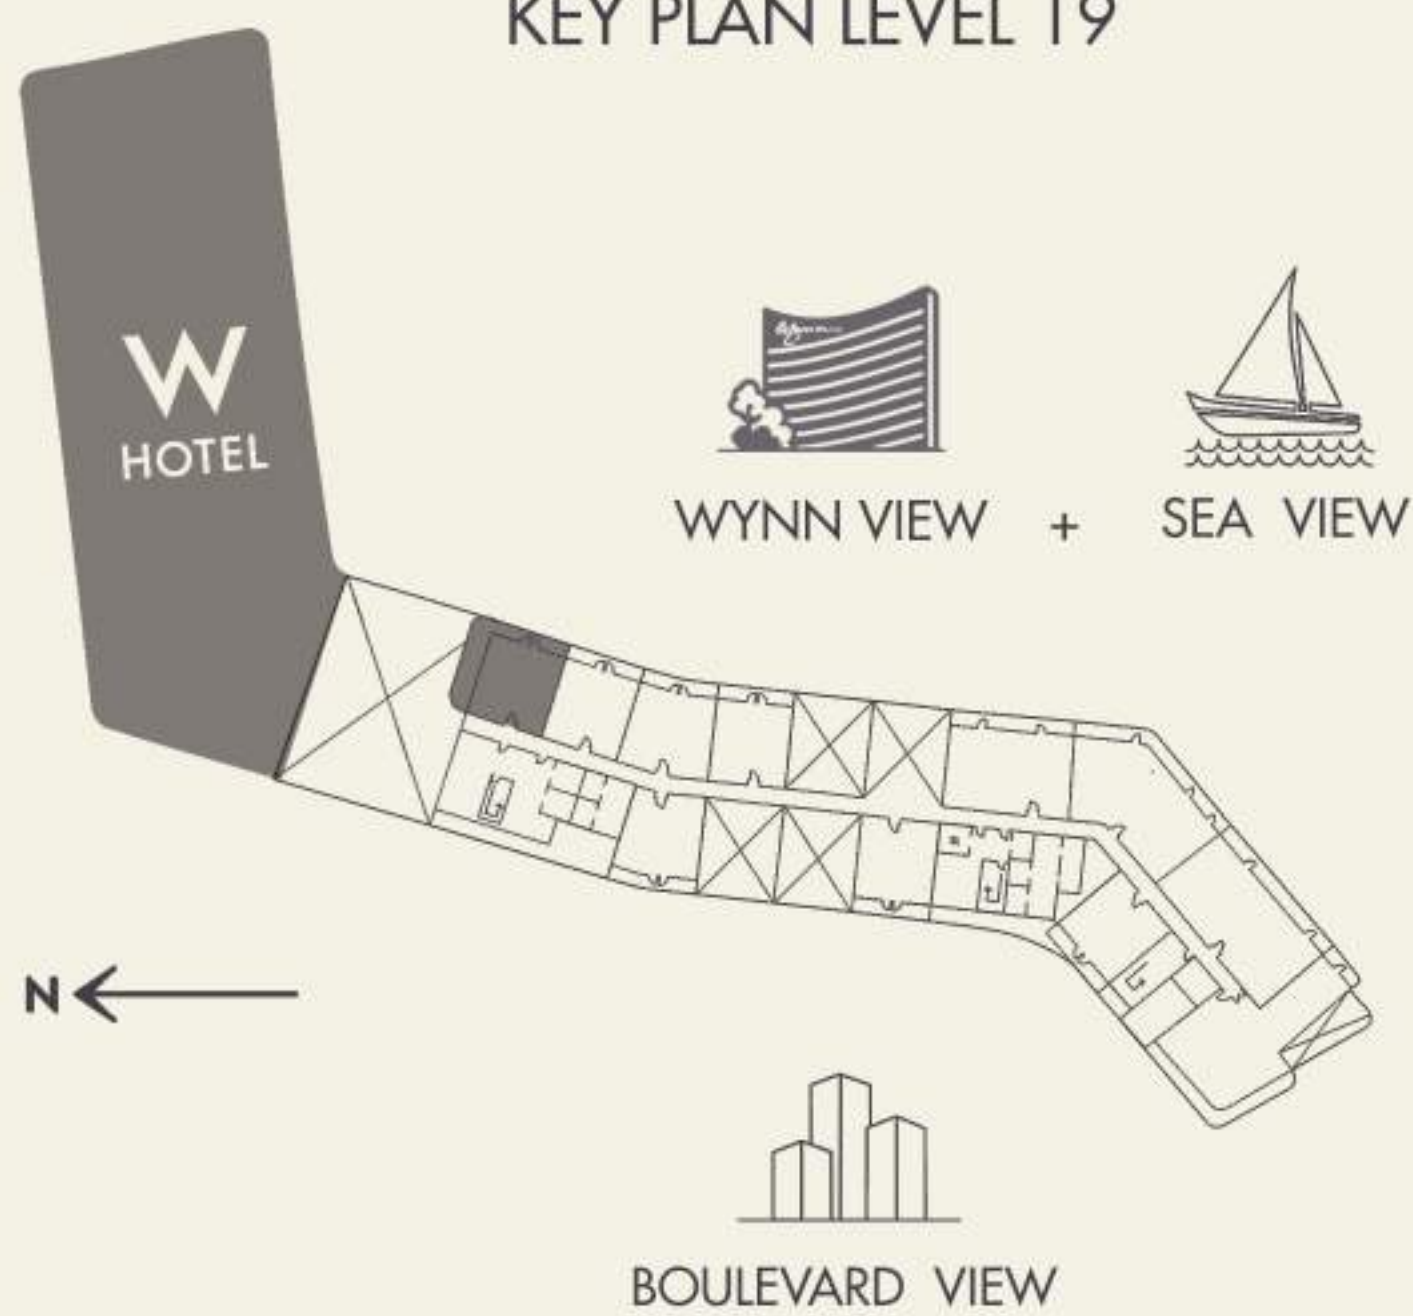 KEY PLAN LEVEL 19
W
HOTEL
WYNN VIEW + SEA VIEW
N
BOULEVARD VIEW